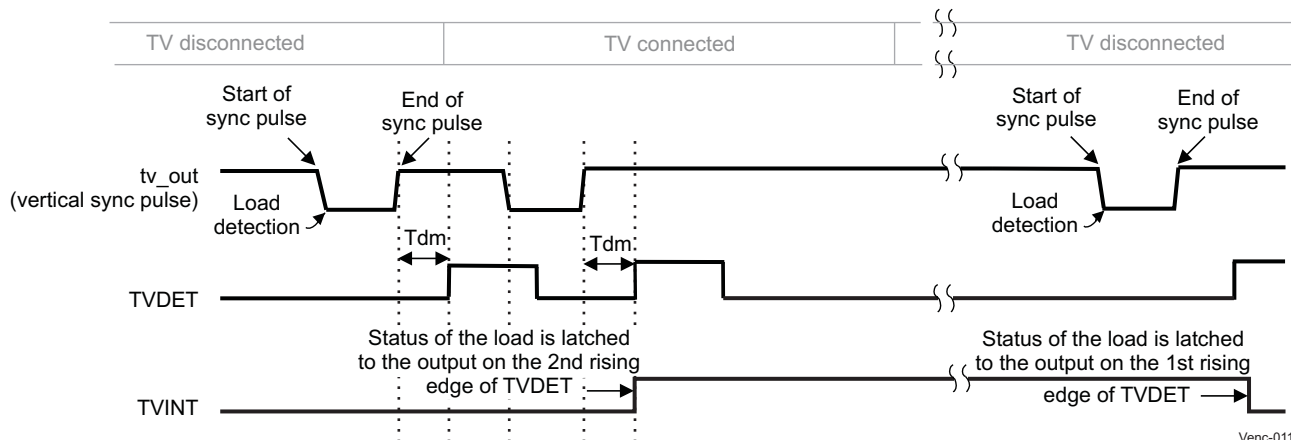 TV disconnected
TV connected
TV disconnected
Start of
sync pulse
End of
sync pulse
Start of
sync pulse
End of
sync pulse
tv_out
(vertical sync pulse)
Load
detection
Load
detection
Tdm
Tdm
TVDET
Status of the load is latched
to the output on the 2nd rising
edge of TVDET
Status of the load is latched
to the output on the 1st rising
edge of TVDET
TVINT
Venc-011